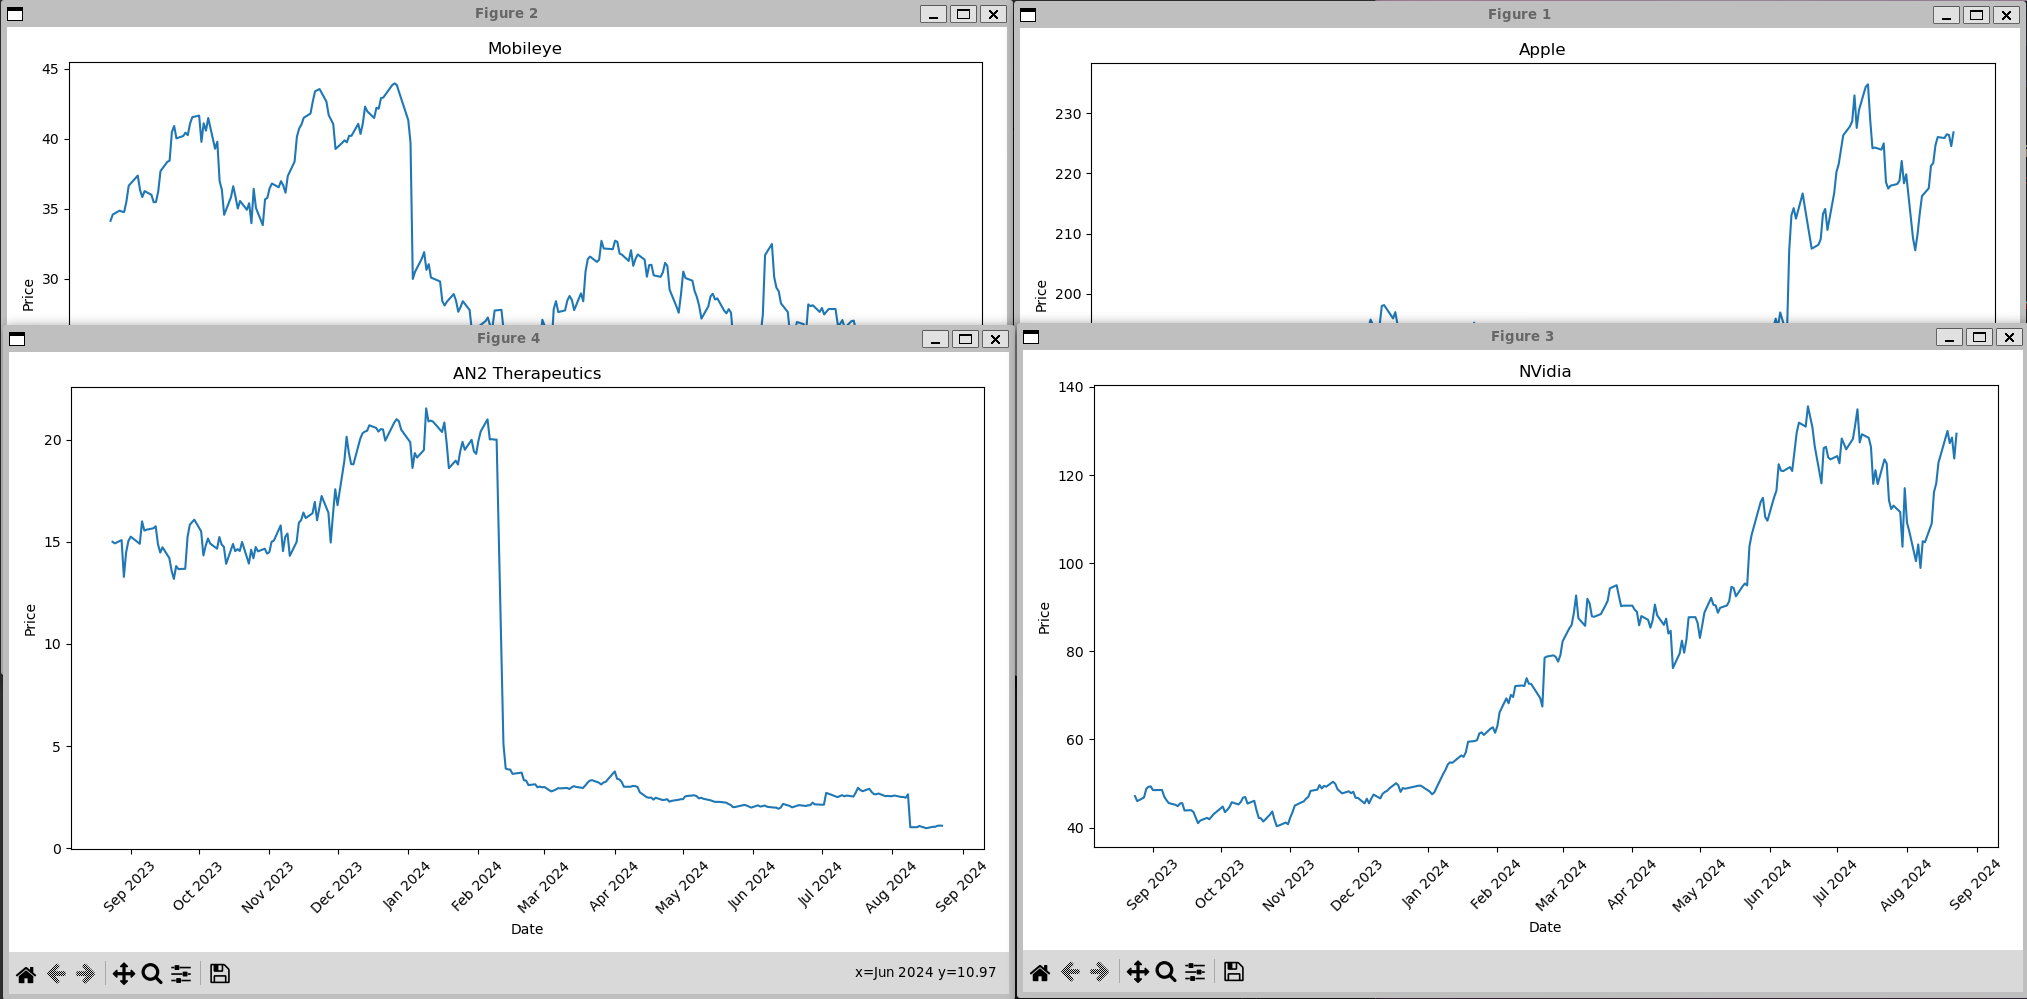 Figure 2
Mobileye
45
40
35
30
Price
Figure 1
Apple
230
220
210
200
Price
Figure 4
AN2 Therapeutics
20
15
10
5
0
Price
Sep 2023 Oct 2023 Nov 2023 Dec 2023 Jan 2024 Feb 2024 Mar 2024 Apr 2024 May 2024 Jun 2024 Jul 2024 Aug 2024 Sep 2024
Date
x=Jun 2024 y=10.97
Figure 3
NVidia
140
120
100
80
60
40
Price
Sep 2023 Oct 2023 Nov 2023 Dec 2023 Jan 2024 Feb 2024 Mar 2024 Apr 2024 May 2024 Jun 2024 Jul 2024 Aug 2024 Sep 2024
Date